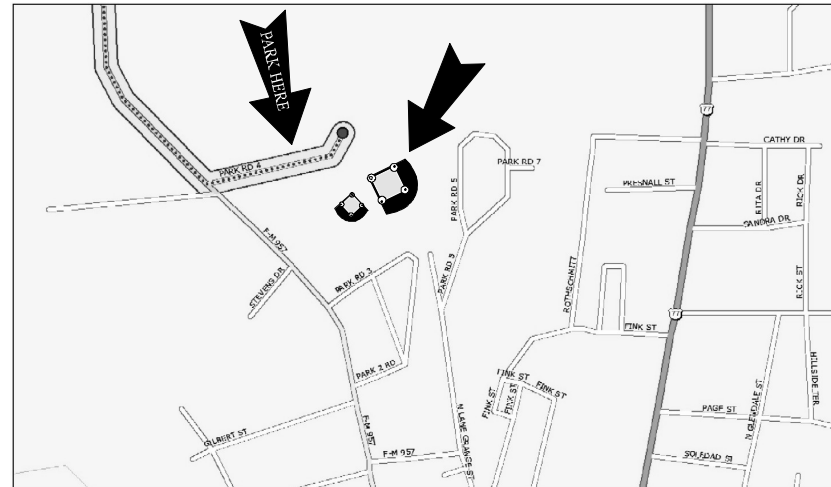 PARK HERE
77
CATHY DR
PARK RD 4
PARK RD 7
PRESNALL ST
RITA DR
RICK DR
PARK RD 5
SANDRA DR
F-M 957
STEVENS DR
PARK RD 3
PARK RD 3
ROTHSCHMITT
RICK ST
77
FINK ST
PARK 2 RD
FINK ST
FINK ST
FINK ST
FINK ST
N GLENDALE ST
HILLSIDE TER
PAGE ST
GILBERT ST
F-M 957
F-M 957
N LANE GRANGE ST